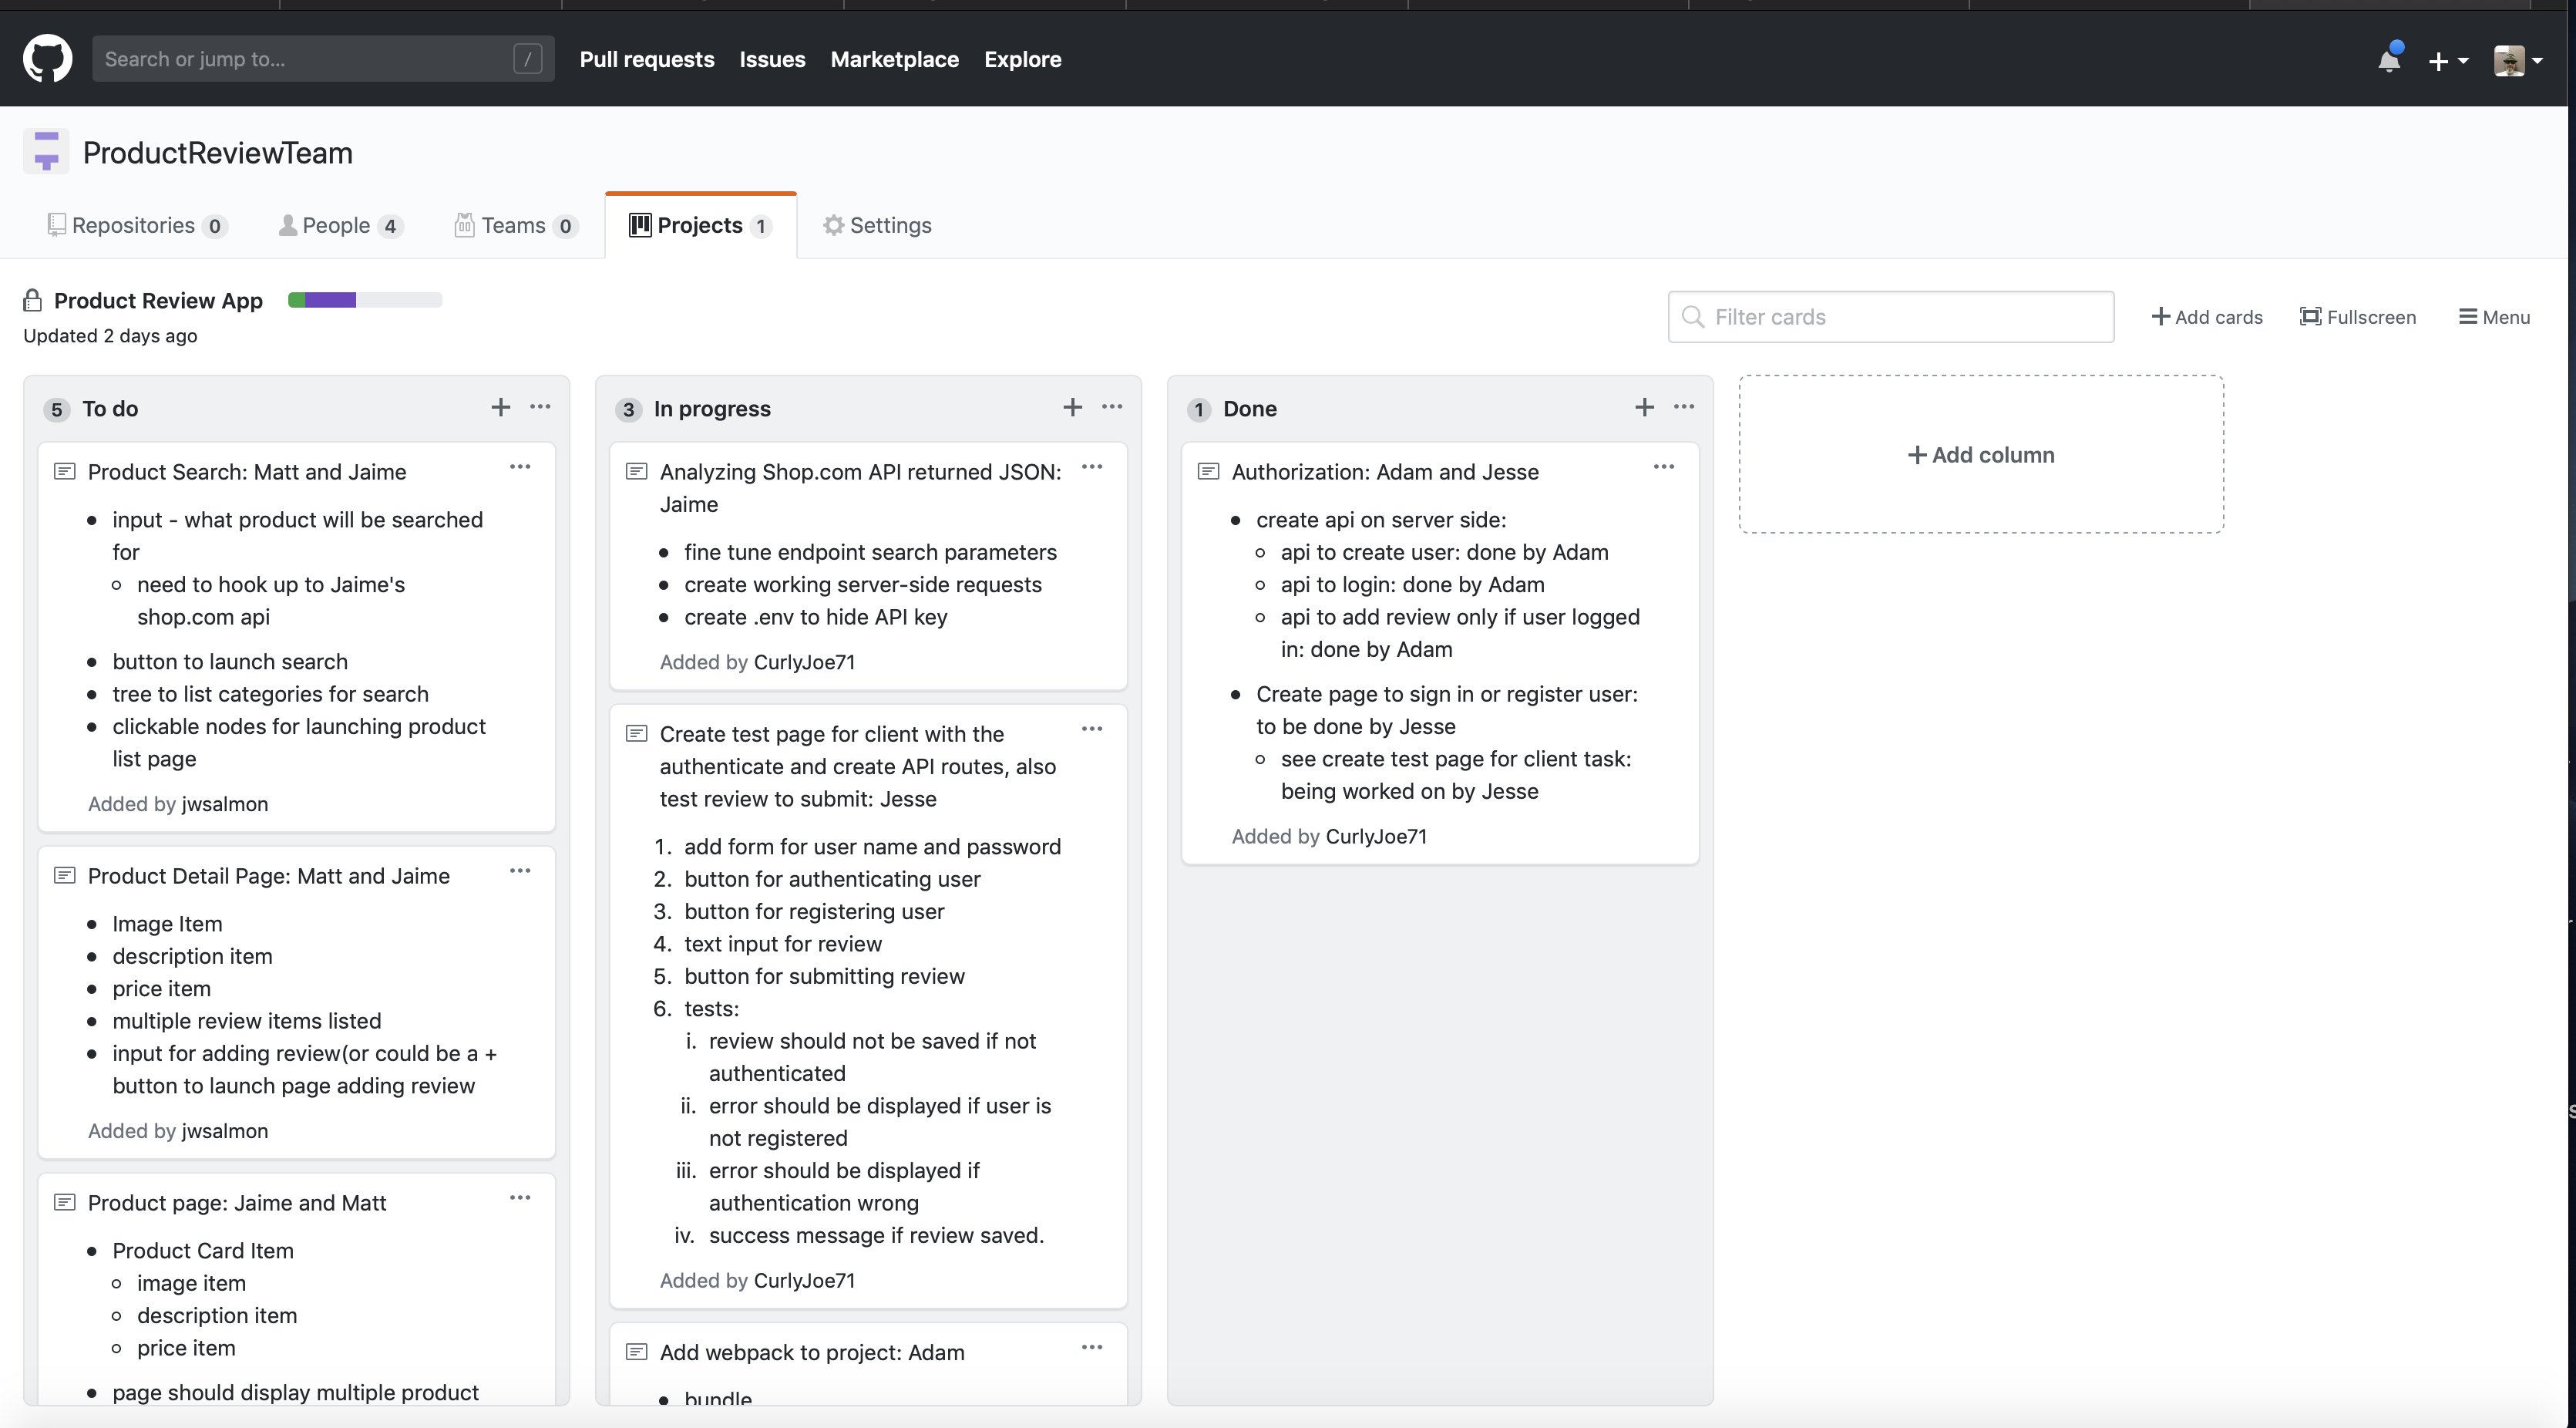 Search or jump to... /
Pull requests Issues Marketplace Explore
ProductReviewTeam
Repositories 0 People 4 Teams 0 Projects 1 Settings
Product Review App
Updated 2 days ago
Filter cards
Add cards Fullscreen Menu
5 To do
Product Search: Matt and Jaime
input - what product will be searched
for
need to hook up to Jaime's
shop.com api
button to launch search
tree to list categories for search
clickable nodes for launching product
list page
Added by jwsalmon
Product Detail Page: Matt and Jaime
Image Item
description item
price item
multiple review items listed
input for adding review(or could be a +
button to launch page adding review
Added by jwsalmon
Product page: Jaime and Matt
Product Card Item
image item
description item
price item
page should display multiple product
3 In progress
Analyzing Shop.com API returned JSON:
Jaime
fine tune endpoint search parameters
create working server-side requests
create .env to hide API key
Added by CurlyJoe71
Create test page for client with the
authenticate and create API routes, also
test review to submit: Jesse
1. add form for user name and password
2. button for authenticating user
3. button for registering user
4. text input for review
5. button for submitting review
6. tests:
i. review should not be saved if not
authenticated
ii. error should be displayed if user is
not registered
iii. error should be displayed if
authentication wrong
iv. success message if review saved.
Added by CurlyJoe71
Add webpack to project: Adam
bundle
1 Done
Authorization: Adam and Jesse
create api on server side:
api to create user: done by Adam
api to login: done by Adam
api to add review only if user logged
in: done by Adam
Create page to sign in or register user:
to be done by Jesse
see create test page for client task:
being worked on by Jesse
Added by CurlyJoe71
Add column